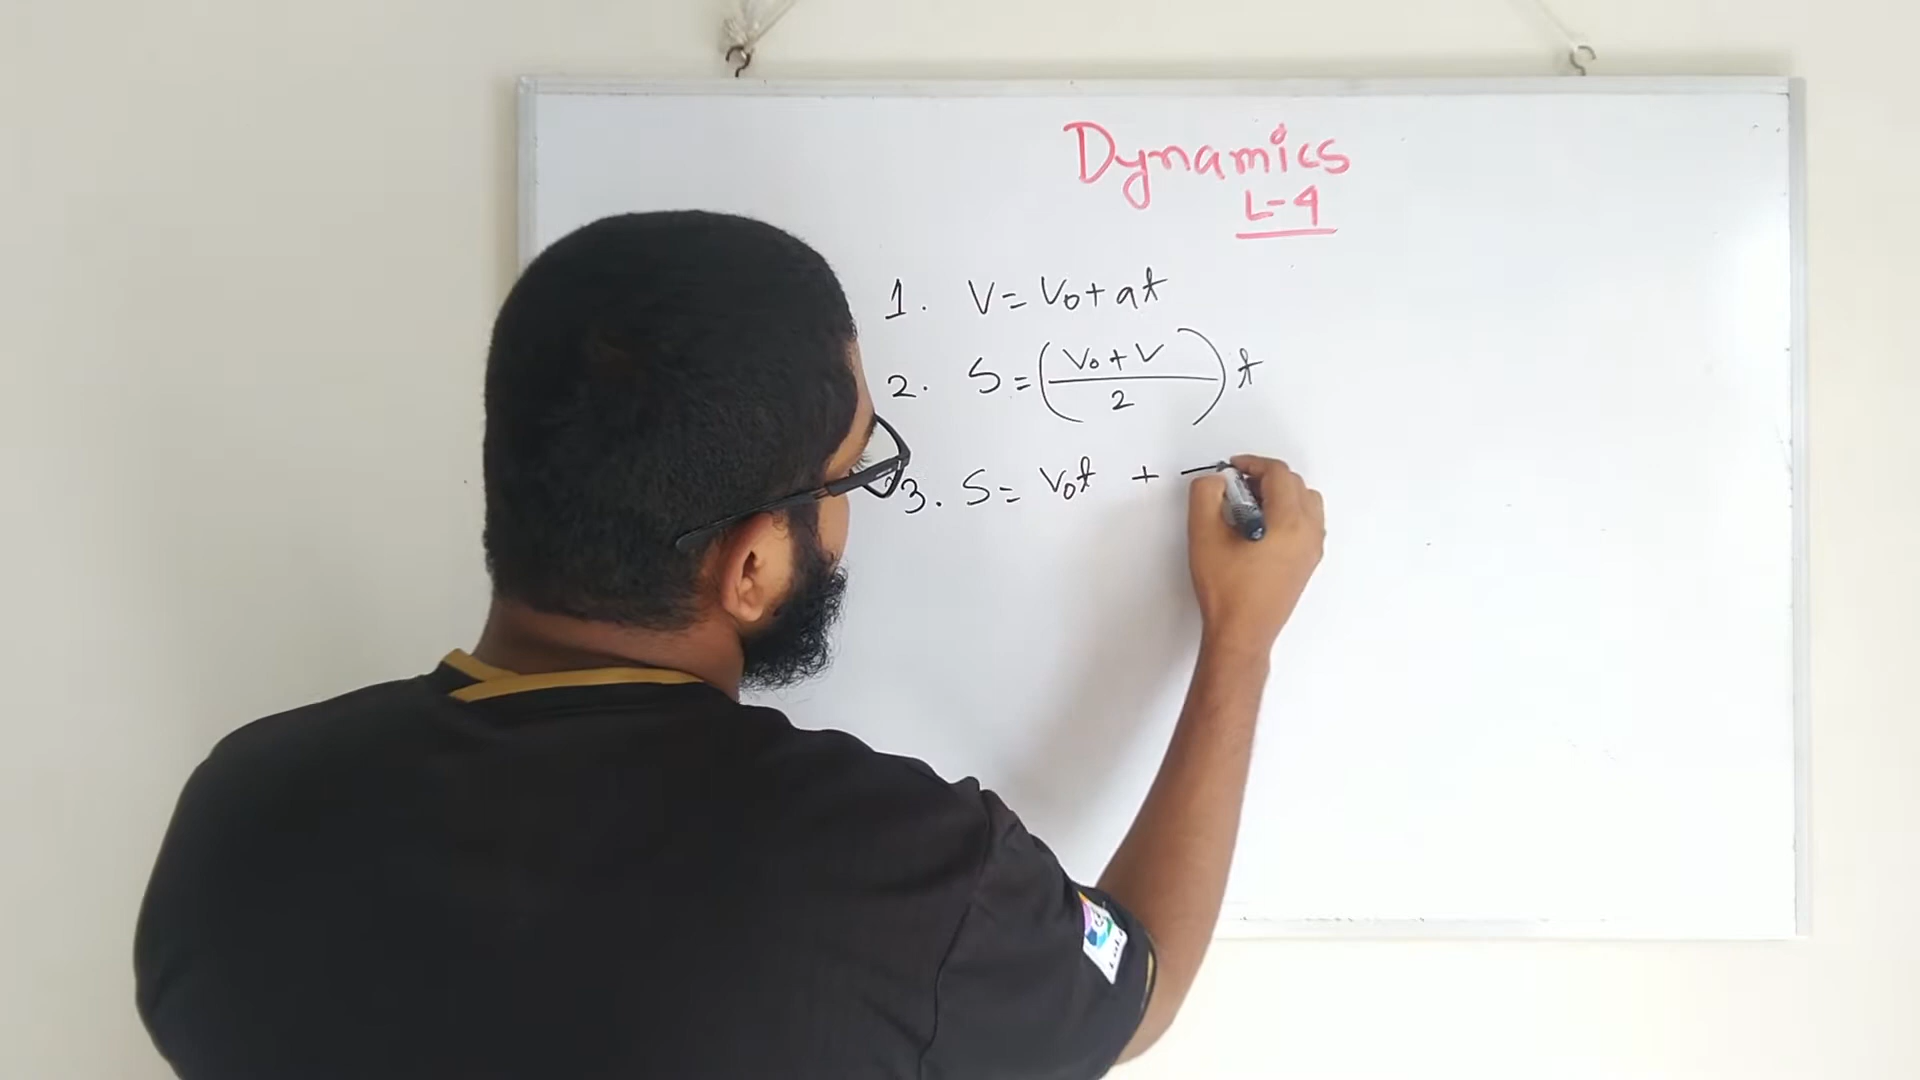 Dynamics
L-4
1. V = V₀ + at
2. S = (V₀ + V / 2) t
3. S = V₀t +